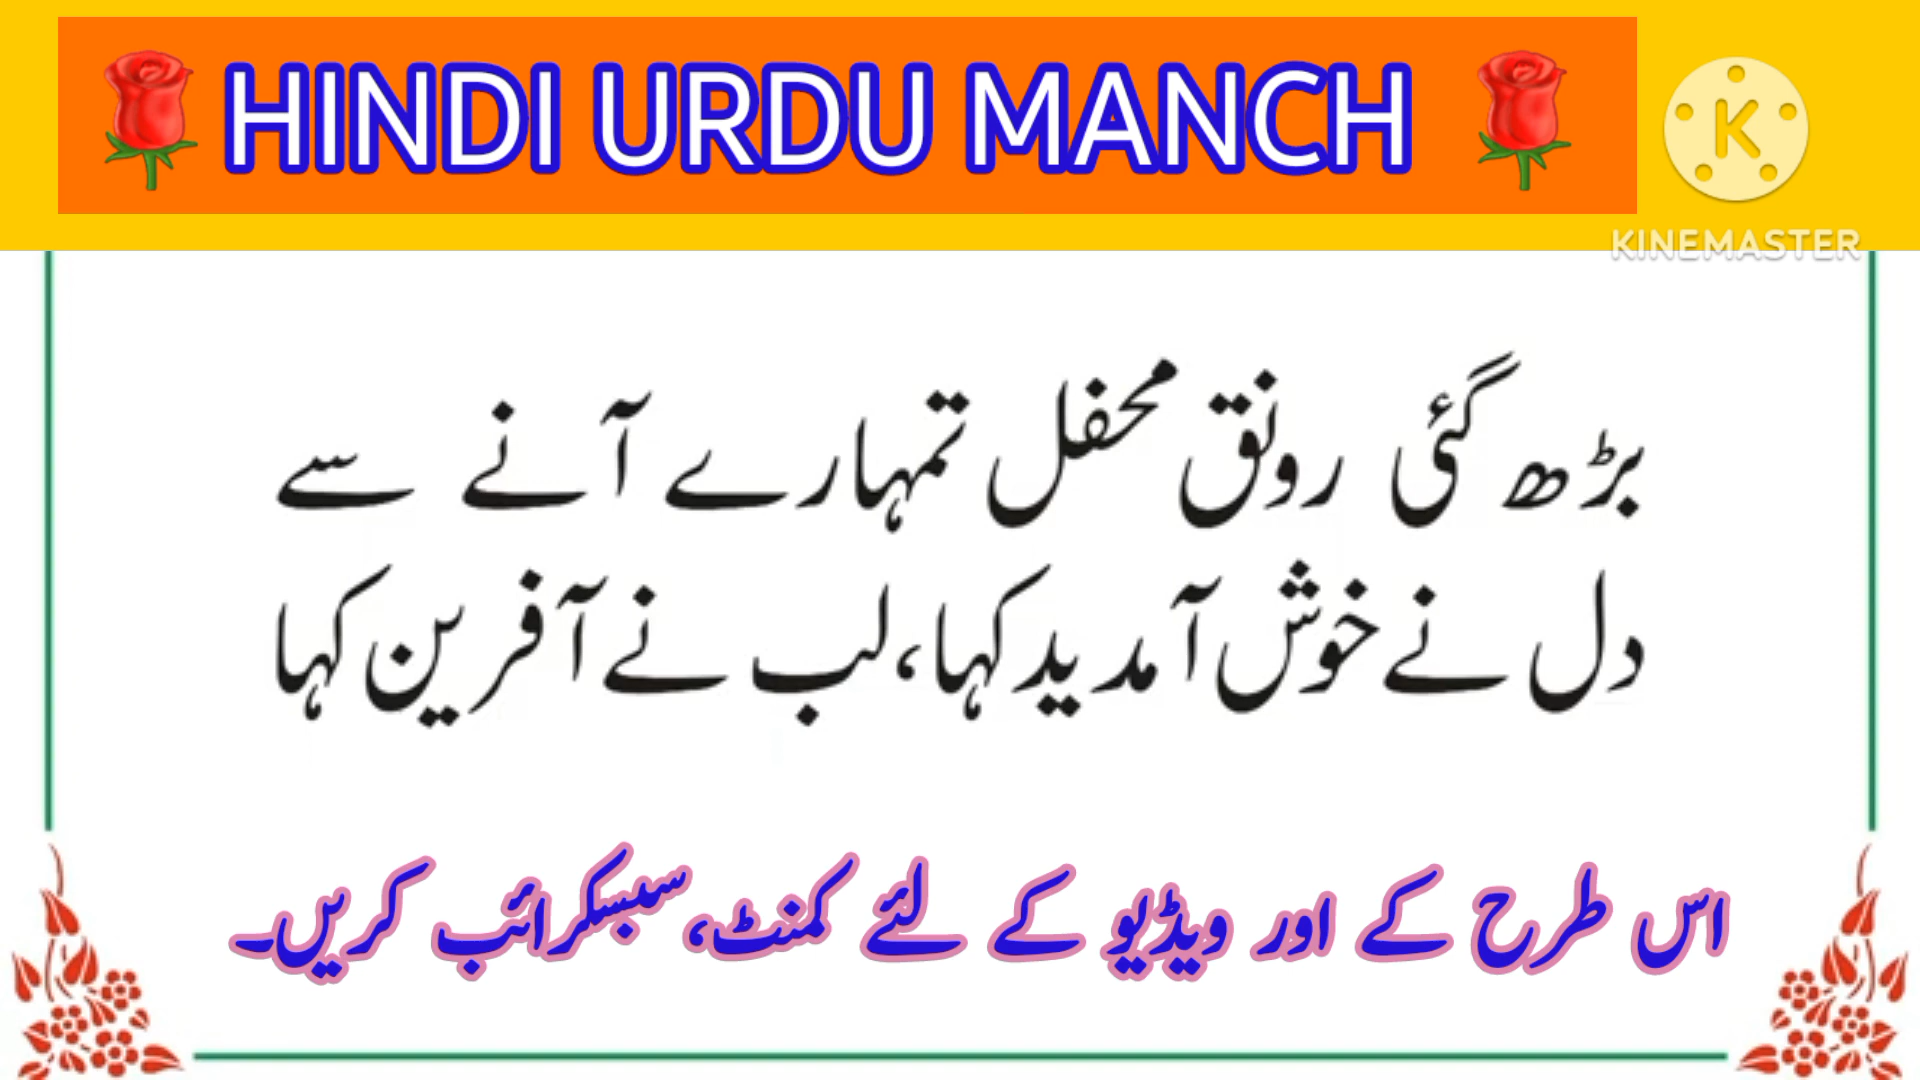 HINDI URDU MANCH
KINEMASTER
بڑھ گئی رونق محفل تمہارے آنے سے
دل نے خوش آمدید کہا، لب نے آفرین کہا
اس طرح کے اور ویڈیو کے لئے کمنٹ، سبسکرائب کریں۔